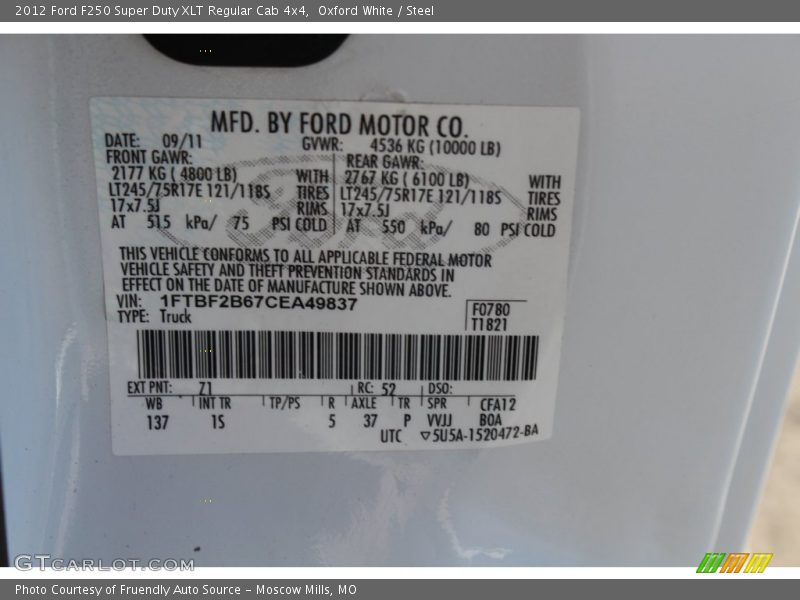 2012 Ford F250 Super Duty XLT Regular Cab 4x4,  Oxford White / Steel
MFD. BY FORD MOTOR CO.
DATE: 09/11 GVWR: 4536 KG (10000 LB)
FRONT GAWR: REAR GAWR:
2177 KG ( 4800 LB) WITH 2767 KG ( 6100 LB) WITH
LT245/75R17E 121/118S TIRES LT245/75R17E 121/118S TIRES
17x7.5J RIMS 17x7.5J RIMS
AT 515 kPa/ 75 PSI COLD AT 550 kPa/ 80 PSI COLD
THIS VEHICLE CONFORMS TO ALL APPLICABLE FEDERAL MOTOR
VEHICLE SAFETY AND THEFT PREVENTION STANDARDS IN
EFFECT ON THE DATE OF MANUFACTURE SHOWN ABOVE.
VIN: 1FTBF2B67CEA49837
TYPE: Truck
F0780
T1821
EXT PNT: Z1 RC: 52 DSO:
WB INT TR TP/PS R AXLE TR SPR CFA12
137 1S 5 37 P VVJJ BOA
UTC ▽5U5A-1520472-BA
GTCarLot.com
Photo Courtesy of Fruendly Auto Source - Moscow Mills, MO